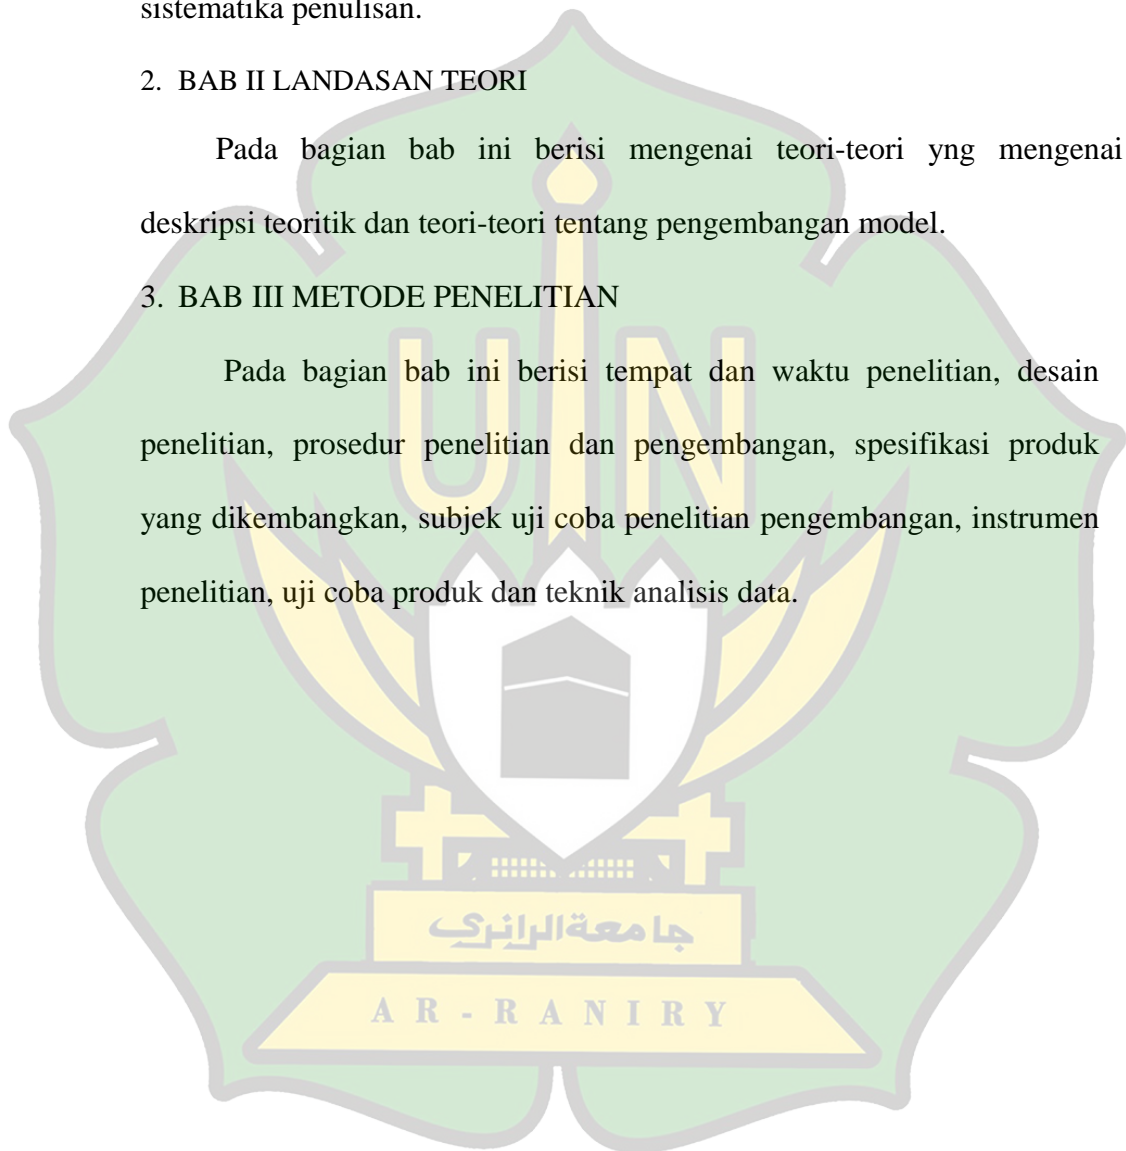 sistematika penulisan.
2. BAB II LANDASAN TEORI
Pada bagian bab ini berisi mengenai teori-teori yng mengenai
deskripsi teoritik dan teori-teori tentang pengembangan model.
3. BAB III METODE PENELITIAN
Pada bagian bab ini berisi tempat dan waktu penelitian, desain
penelitian, prosedur penelitian dan pengembangan, spesifikasi produk
yang dikembangkan, subjek uji coba penelitian pengembangan, instrumen
penelitian, uji coba produk dan teknik analisis data.
UIN
جامعةالرانري
AR-RANIRY